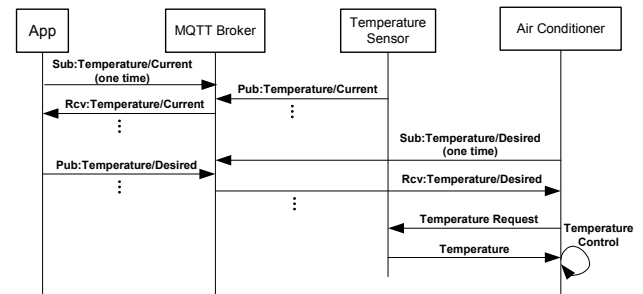 App
MQTT Broker
Temperature
Sensor
Air Conditioner
Sub:Temperature/Current
(one time)
Pub:Temperature/Current
Rcv:Temperature/Current
Sub:Temperature/Desired
(one time)
Pub:Temperature/Desired
Rcv:Temperature/Desired
Temperature Request
Temperature
Control
Temperature